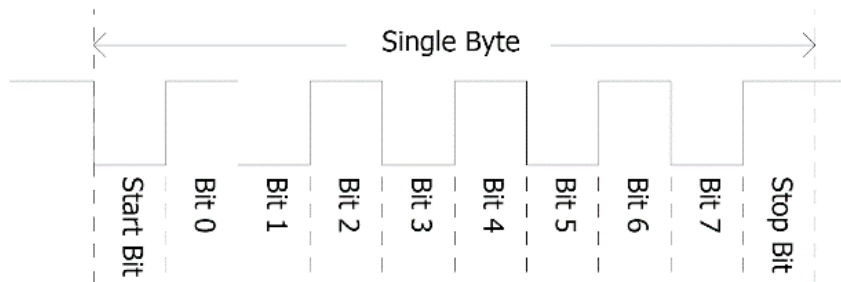 Single Byte
Start Bit
Bit 0
Bit 1
Bit 2
Bit 3
Bit 4
Bit 5
Bit 6
Bit 7
Stop Bit